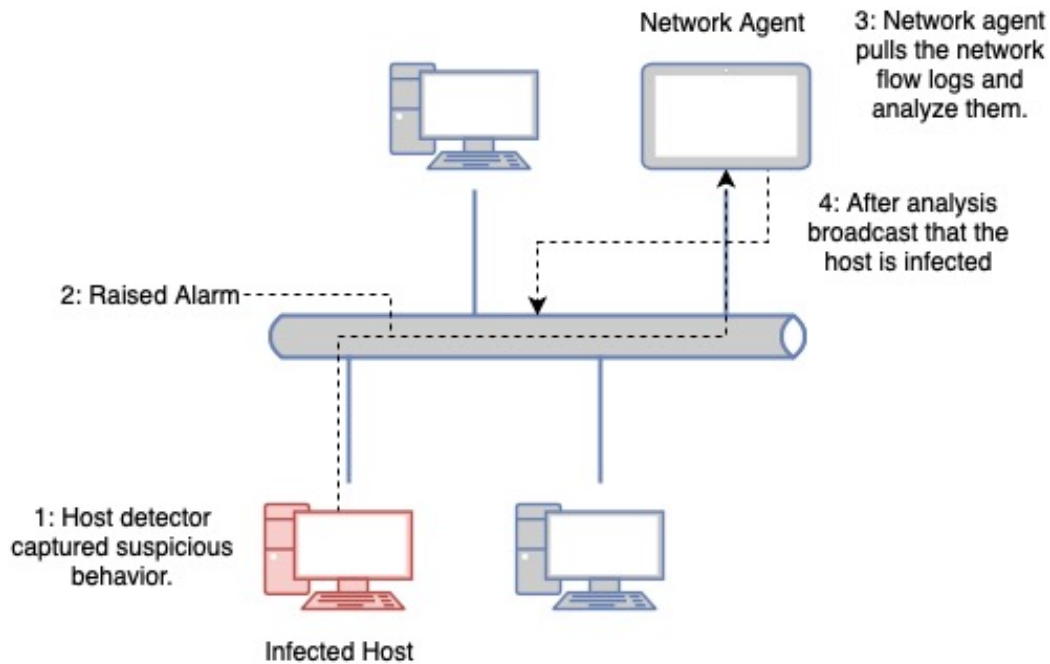 Network Agent
3: Network agent
pulls the network
flow logs and
analyze them.
4: After analysis
broadcast that the
host is infected
2: Raised Alarm
1: Host detector
captured suspicious
behavior.
Infected Host